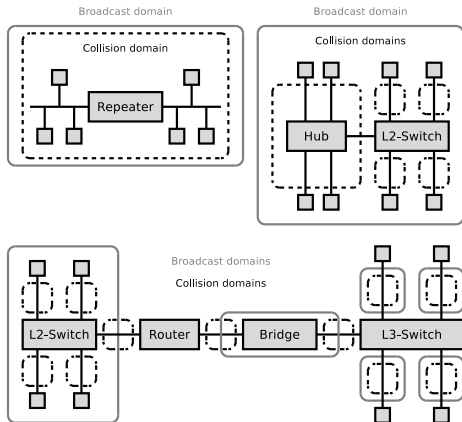 Broadcast domain
Collision domain
Repeater
Broadcast domain
Collision domains
Hub
L2-Switch
Broadcast domains
Collision domains
L2-Switch
Router
Bridge
L3-Switch